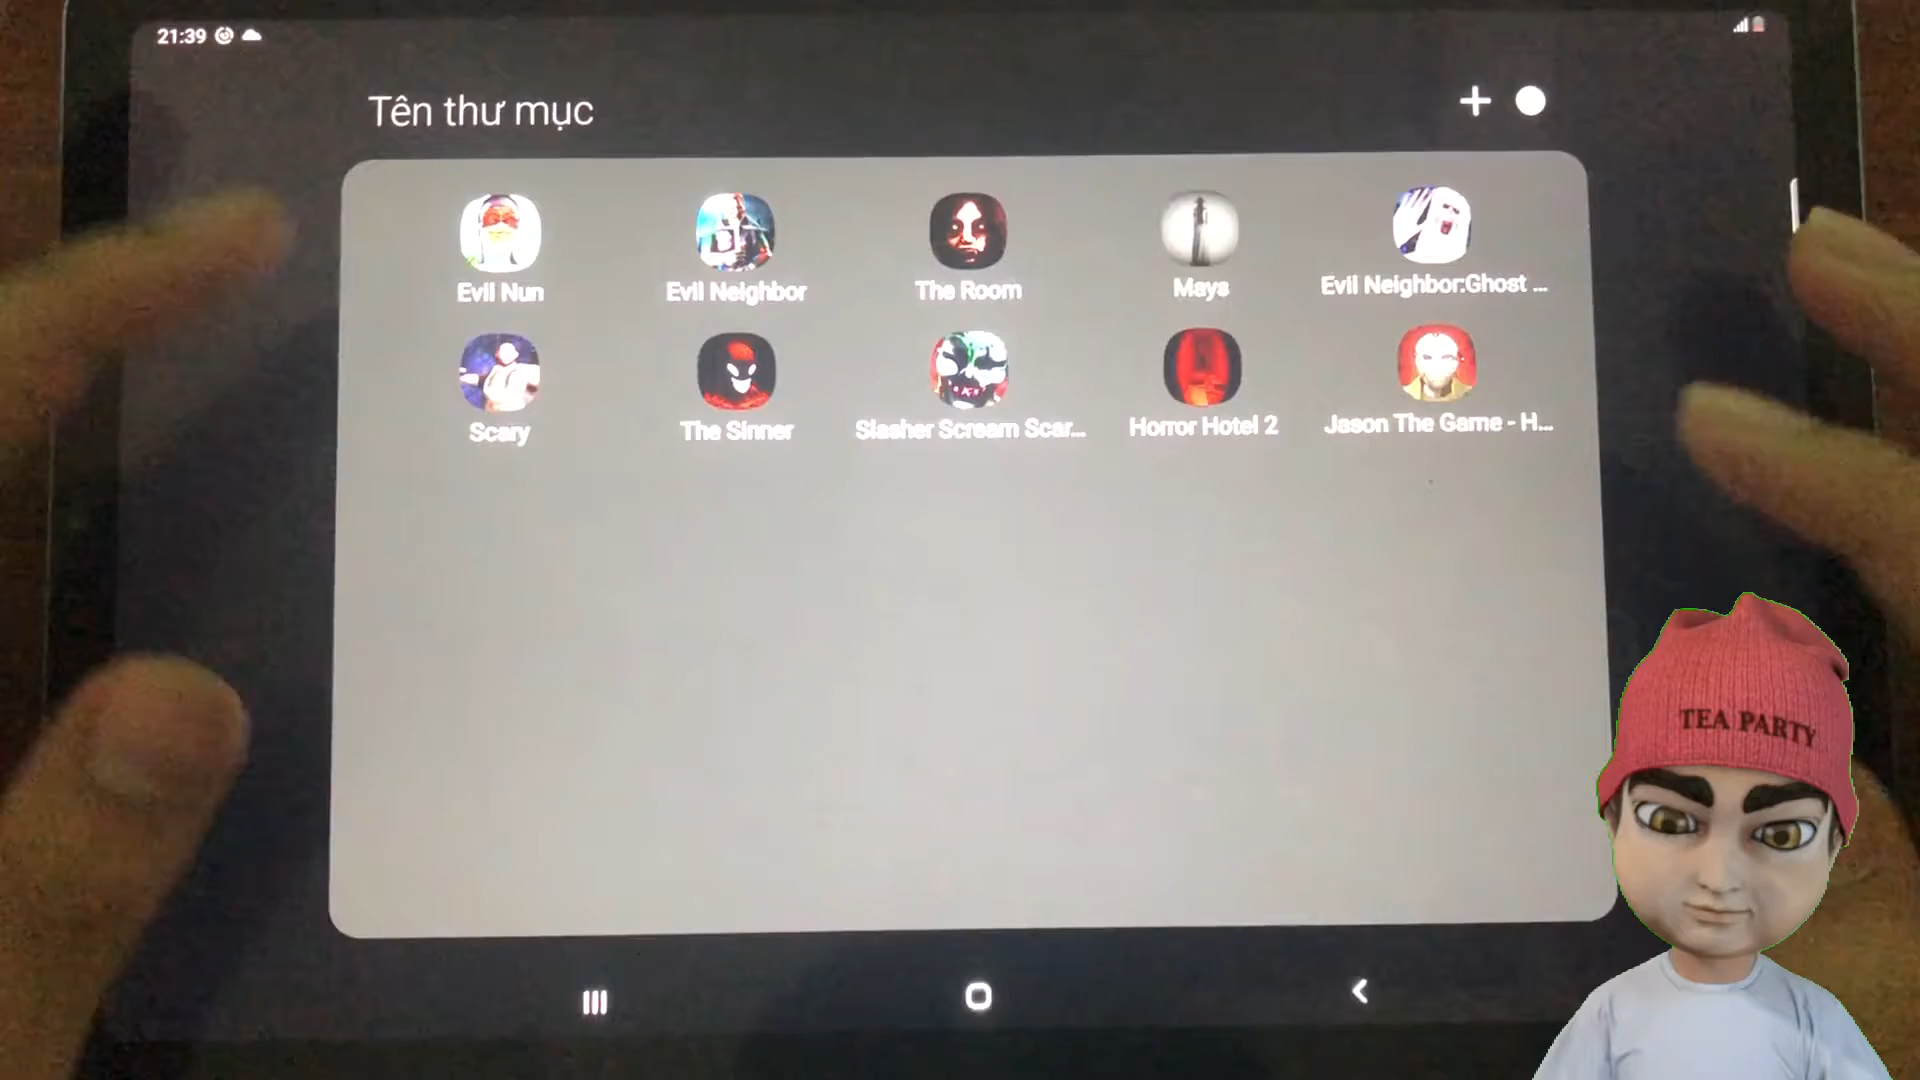 21:39
Tên thư mục
Evil Nun
Evil Neighbor
The Room
Maya
Evil Neighbor:Ghost ...
Scary
The Sinner
Slasher Scream Scar...
Horror Hotel 2
Jason The Game - H...
TEA PARTY